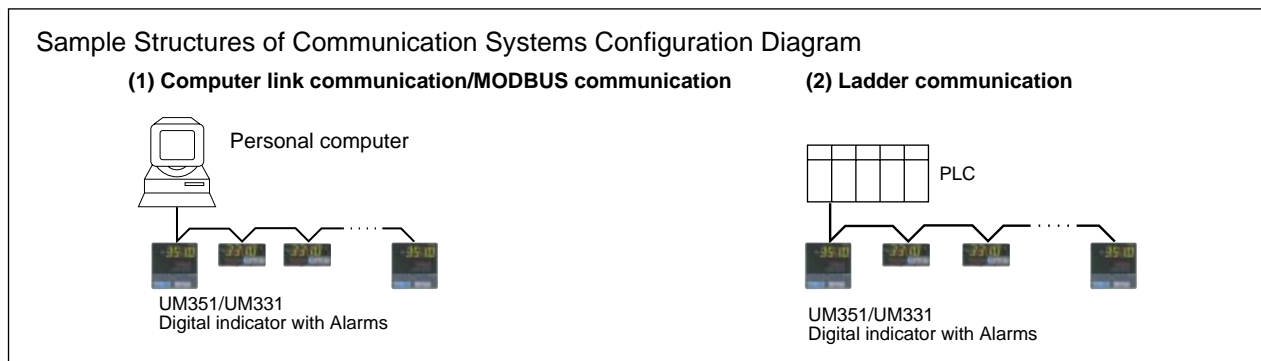 Sample Structures of Communication Systems Configuration Diagram
(1) Computer link communication/MODBUS communication
Personal computer
UM351/UM331
Digital indicator with Alarms
(2) Ladder communication
PLC
UM351/UM331
Digital indicator with Alarms